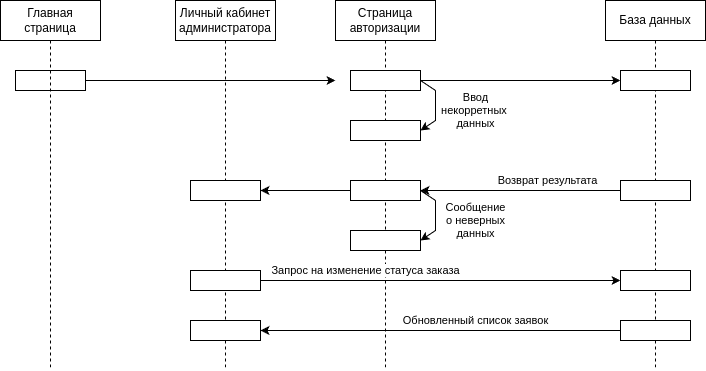 Главная
страница
Личный кабинет
администратора
Страница
авторизации
База данных
Ввод
некорретных
данных
Возврат результата
Сообщение
о неверных
данных
Запрос на изменение статуса заказа
Обновленный список заявок